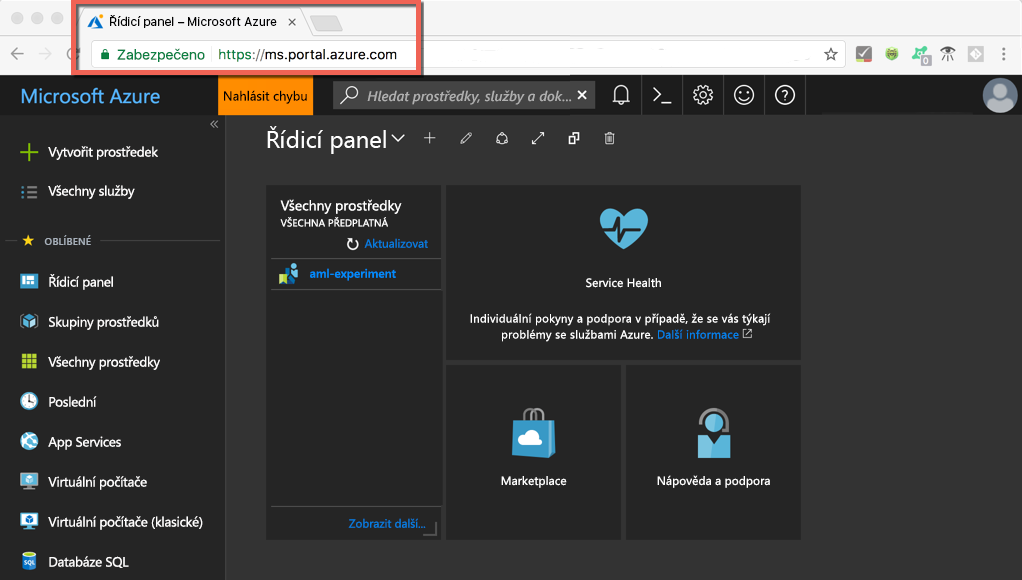 Řídicí panel – Microsoft Azure
Zabezpečeno https://ms.portal.azure.com
Microsoft Azure
Nahlásit chybu
Hledat prostředky, služby a dok...
Řídicí panel
Vytvořit prostředek
Všechny služby
OBLÍBENÉ
Řídicí panel
Skupiny prostředků
Všechny prostředky
Poslední
App Services
Virtuální počítače
Virtuální počítače (klasické)
Databáze SQL
Všechny prostředky
VŠECHNA PŘEDPLATNÁ
Aktualizovat
aml-experiment
Zobrazit další...
Service Health
Individuální pokyny a podpora v případě, že se vás týkají
problémy se službami Azure. Další informace
Marketplace
Nápověda a podpora